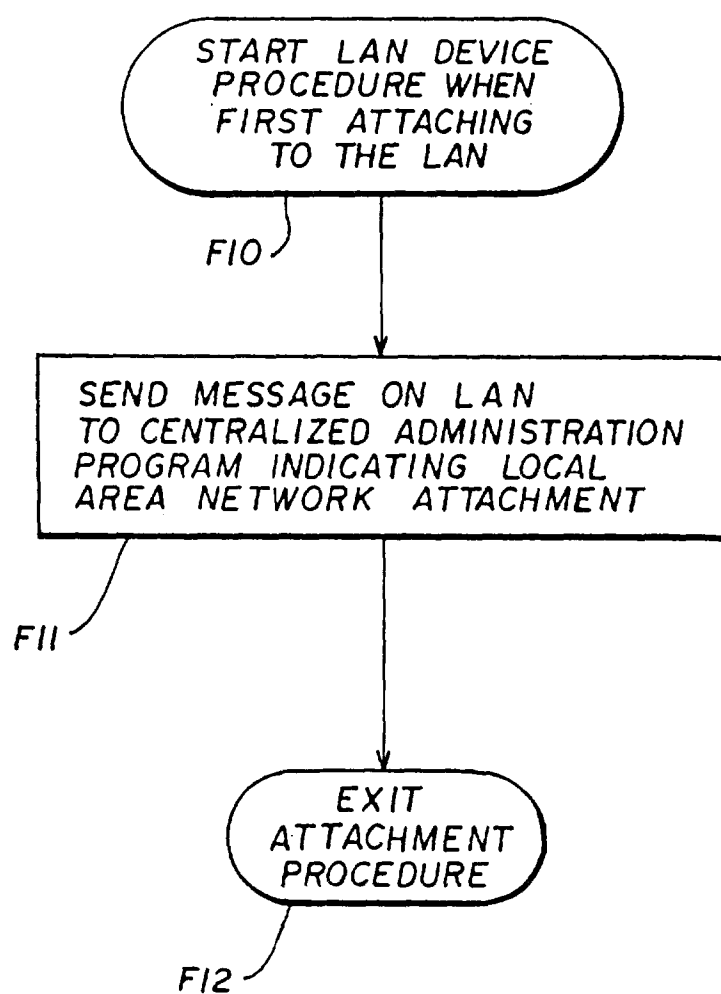 START LAN DEVICE
PROCEDURE WHEN
FIRST ATTACHING
TO THE LAN
F10
SEND MESSAGE ON LAN
TO CENTRALIZED ADMINISTRATION
PROGRAM INDICATING LOCAL
AREA NETWORK ATTACHMENT
F11
EXIT
ATTACHMENT
PROCEDURE
F12